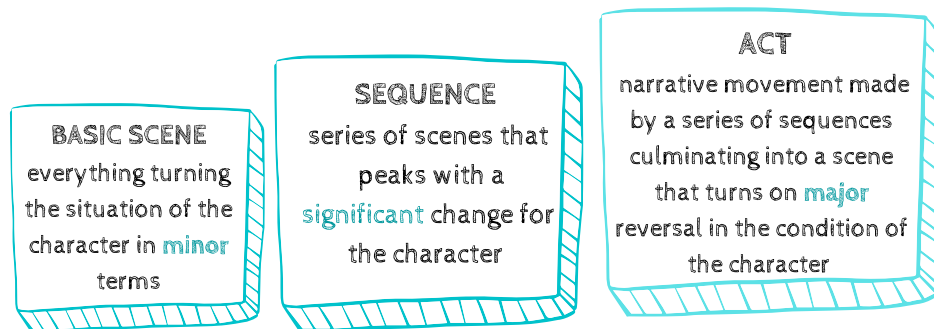 BASIC SCENE
everything turning
the situation of the
character in minor
terms
SEQUENCE
series of scenes that
peaks with a
significant change for
the character
ACT
narrative movement made
by a series of sequences
culminating into a scene
that turns on major
reversal in the condition of
the character